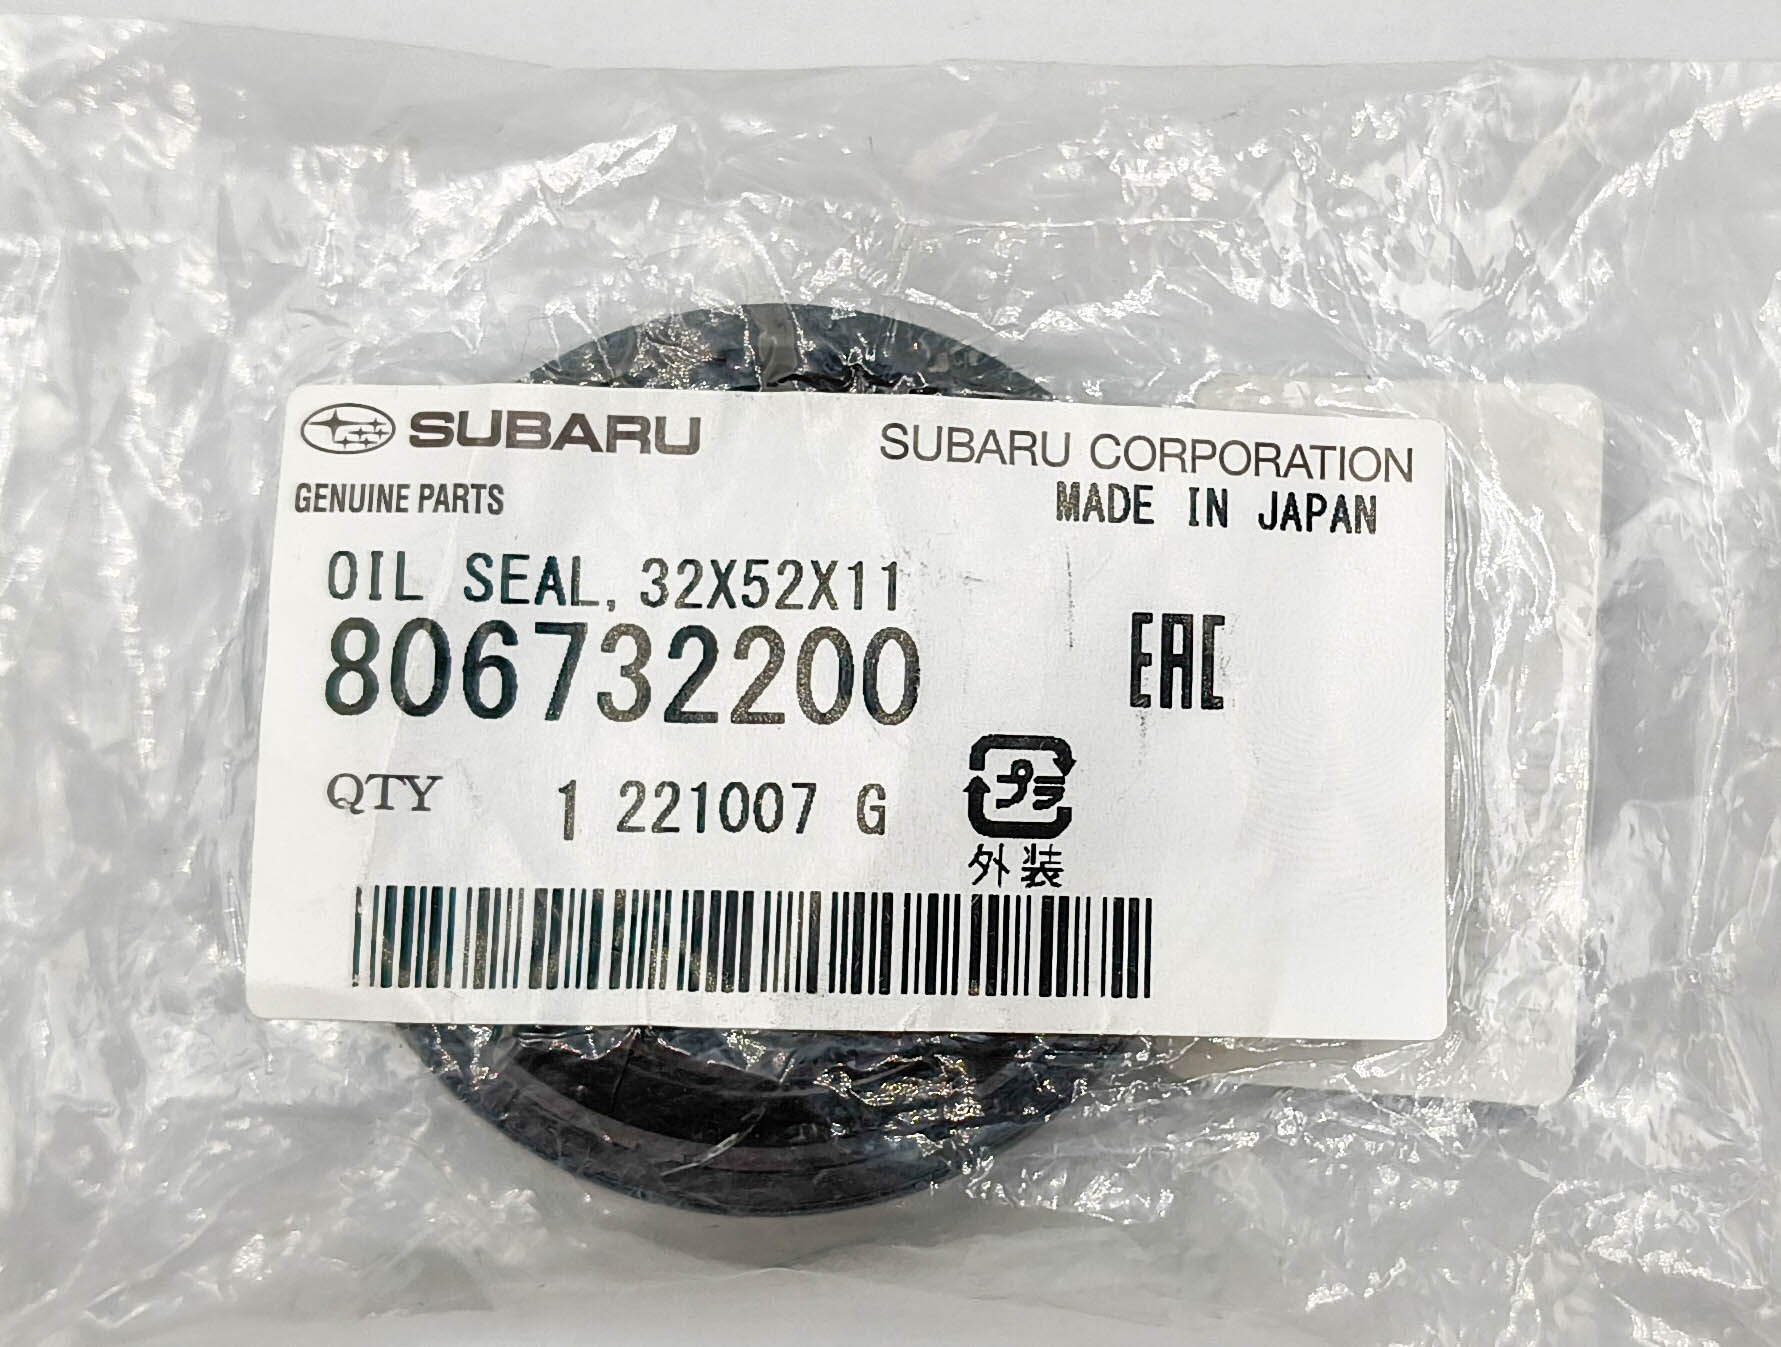 SUBARU
SUBARU CORPORATION
GENUINE PARTS
MADE IN JAPAN
OIL SEAL, 32X52X11
806732200
EAC
QTY 1 221007 G
プラ
外装